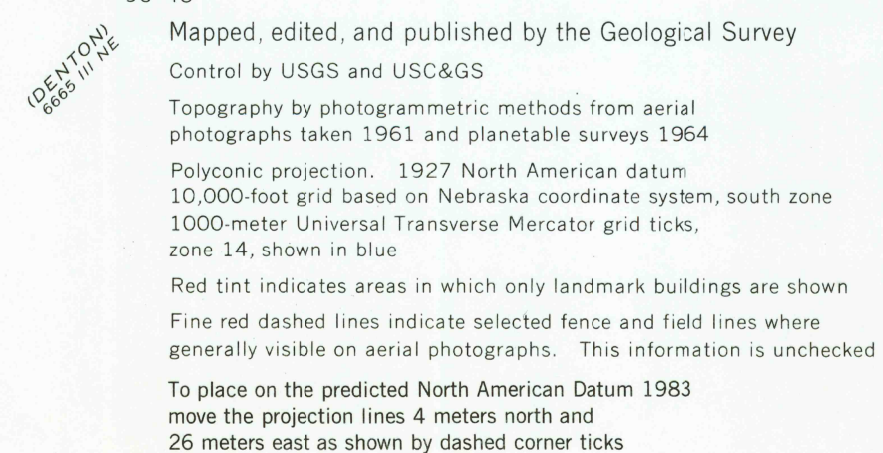 (DENTON)
6665 III NE
Mapped, edited, and published by the Geological Survey
Control by USGS and USC&GS
Topography by photogrammetric methods from aerial
photographs taken 1961 and planetable surveys 1964
Polyconic projection. 1927 North American datum
10,000-foot grid based on Nebraska coordinate system, south zone
1000-meter Universal Transverse Mercator grid ticks,
zone 14, shown in blue
Red tint indicates areas in which only landmark buildings are shown
Fine red dashed lines indicate selected fence and field lines where
generally visible on aerial photographs. This information is unchecked
To place on the predicted North American Datum 1983
move the projection lines 4 meters north and
26 meters east as shown by dashed corner ticks